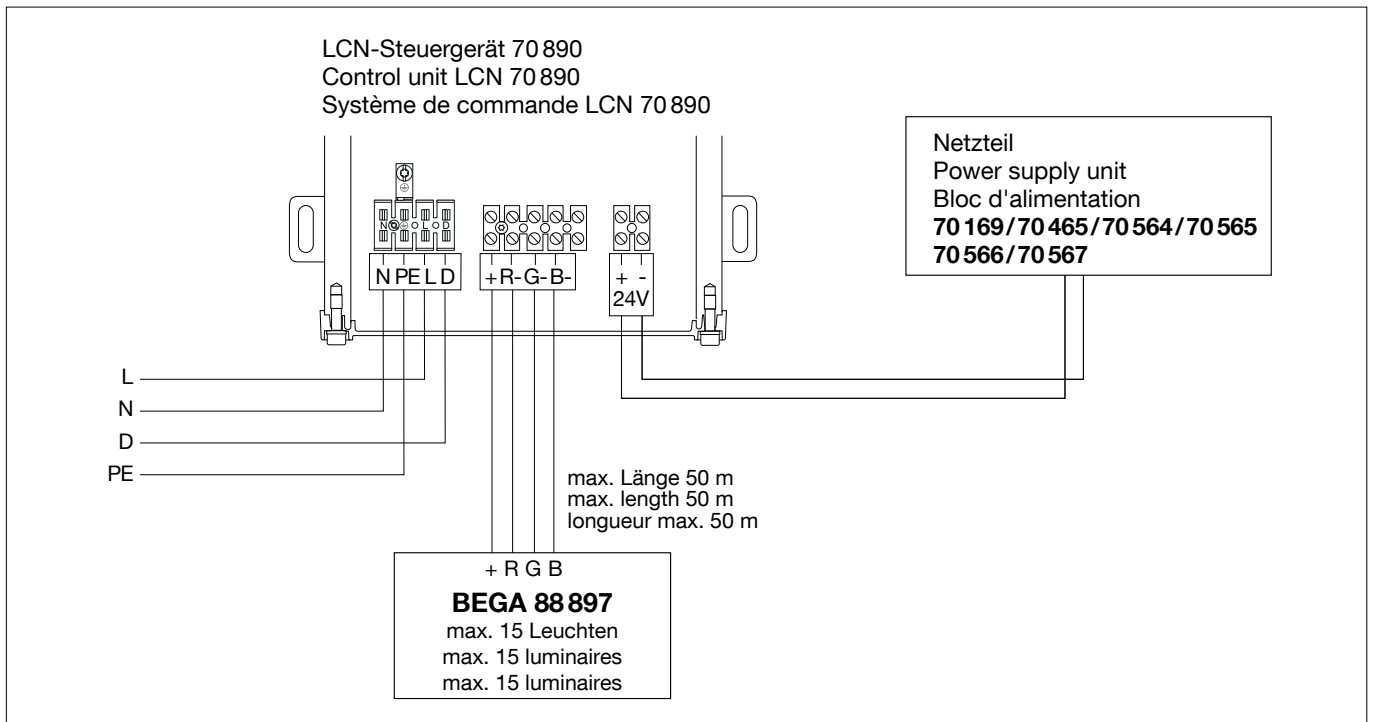 LCN-Steuergerät 70 890
Control unit LCN 70 890
Système de commande LCN 70 890
Netzteil
Power supply unit
Bloc d'alimentation
70 169/70 465/70 564/70 565
70 566/70 567
N L D
N PE L D
+ R- G- B-
+ -
24V
L
N
D
PE
max. Länge 50 m
max. length 50 m
longueur max. 50 m
+ R G B
BEGA 88 897
max. 15 Leuchten
max. 15 luminaires
max. 15 luminaires